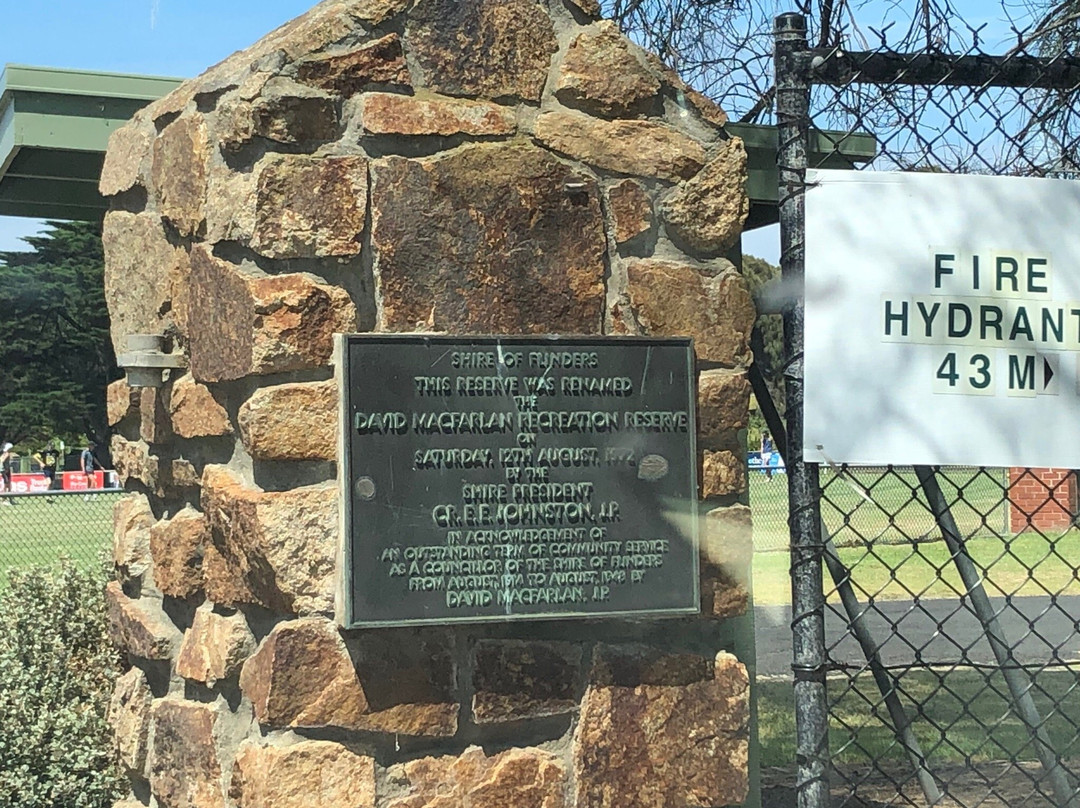 SHIRE OF FLINDERS
THIS RESERVE WAS RENAMED
THE
DAVID MACFARLAN RECREATION RESERVE
ON
SATURDAY, 12TH AUGUST, 1972
BY THE
SHIRE PRESIDENT
CR. E.E. JOHNSTON, J.P.
IN ACKNOWLEDGEMENT OF
AN OUTSTANDING TERM OF COMMUNITY SERVICE
AS A COUNCILLOR OF THE SHIRE OF FLINDERS
FROM AUGUST, TO AUGUST, BY
DAVID MACFARLAN, J.P.
FIRE
HYDRANT
43 M